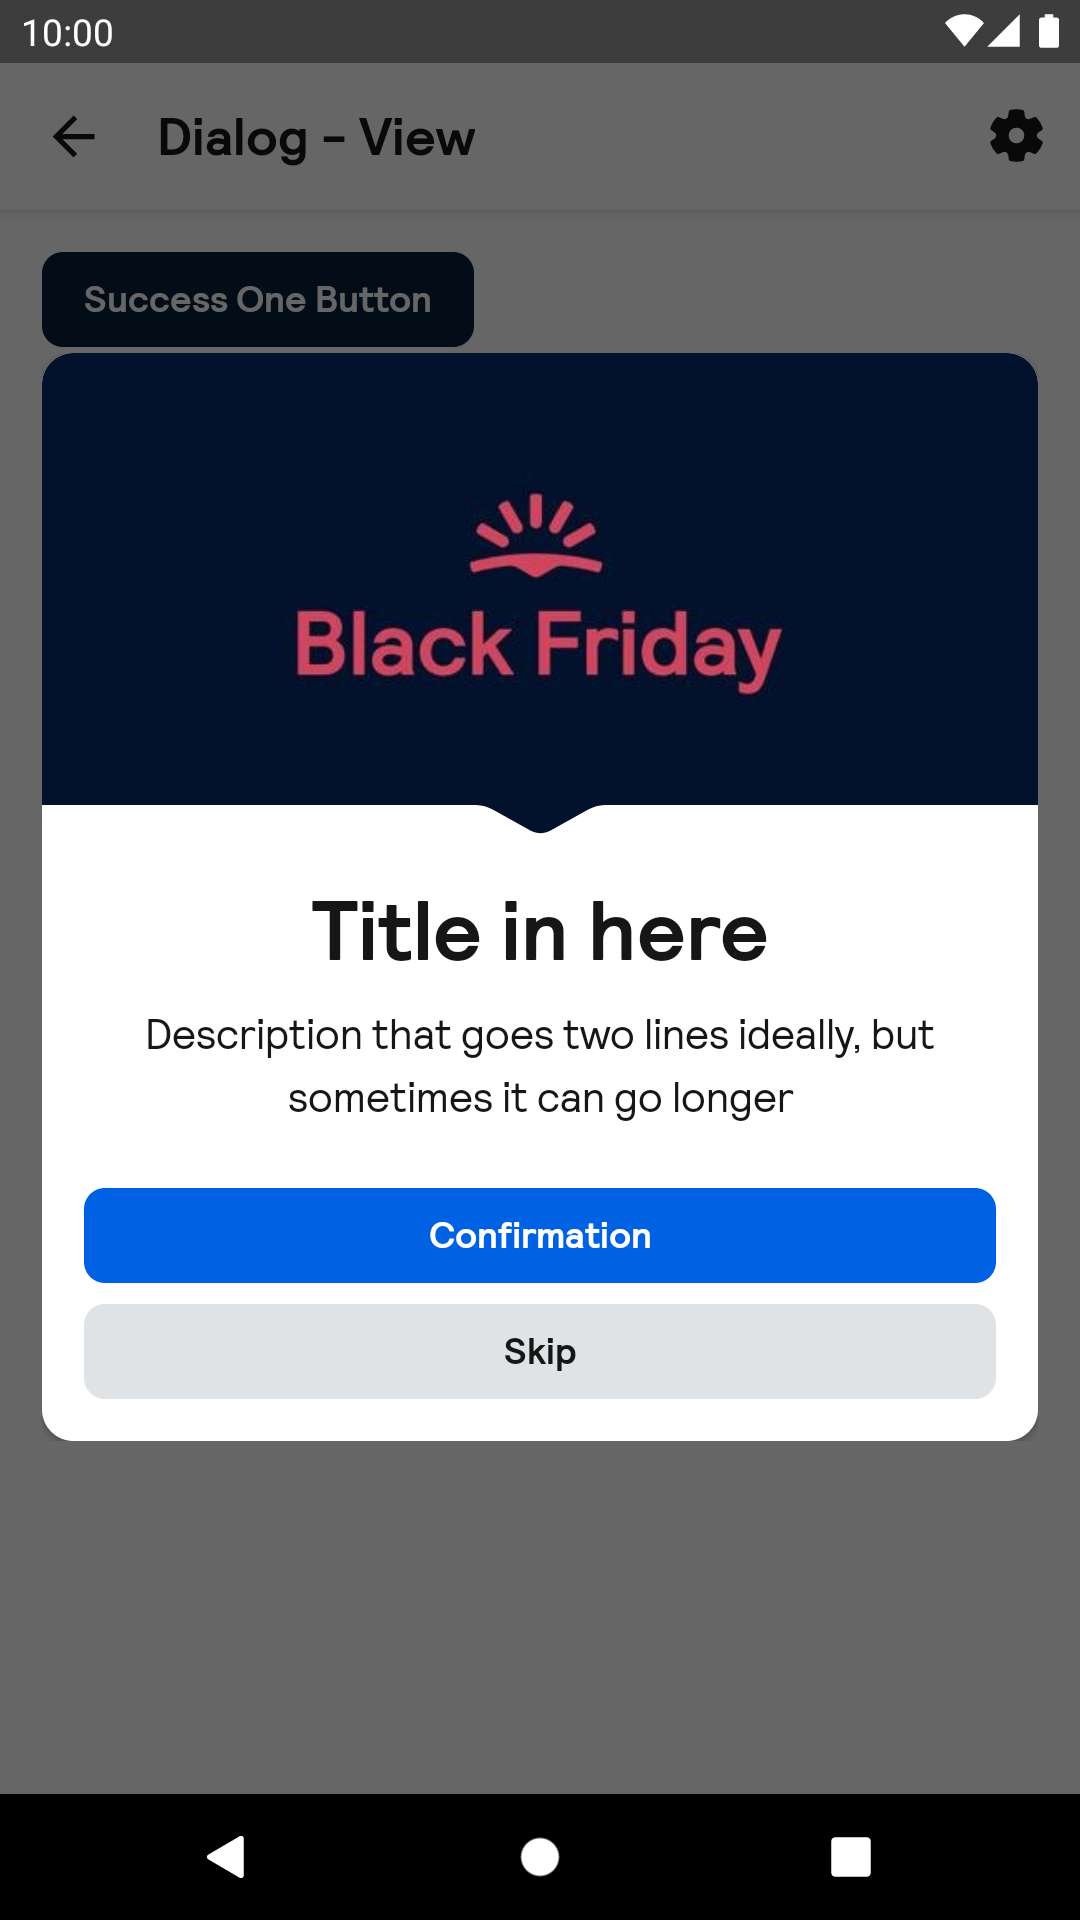 10:00
Dialog - View
Success One Button
Black Friday
Title in here
Description that goes two lines ideally, but
sometimes it can go longer
Confirmation
Skip